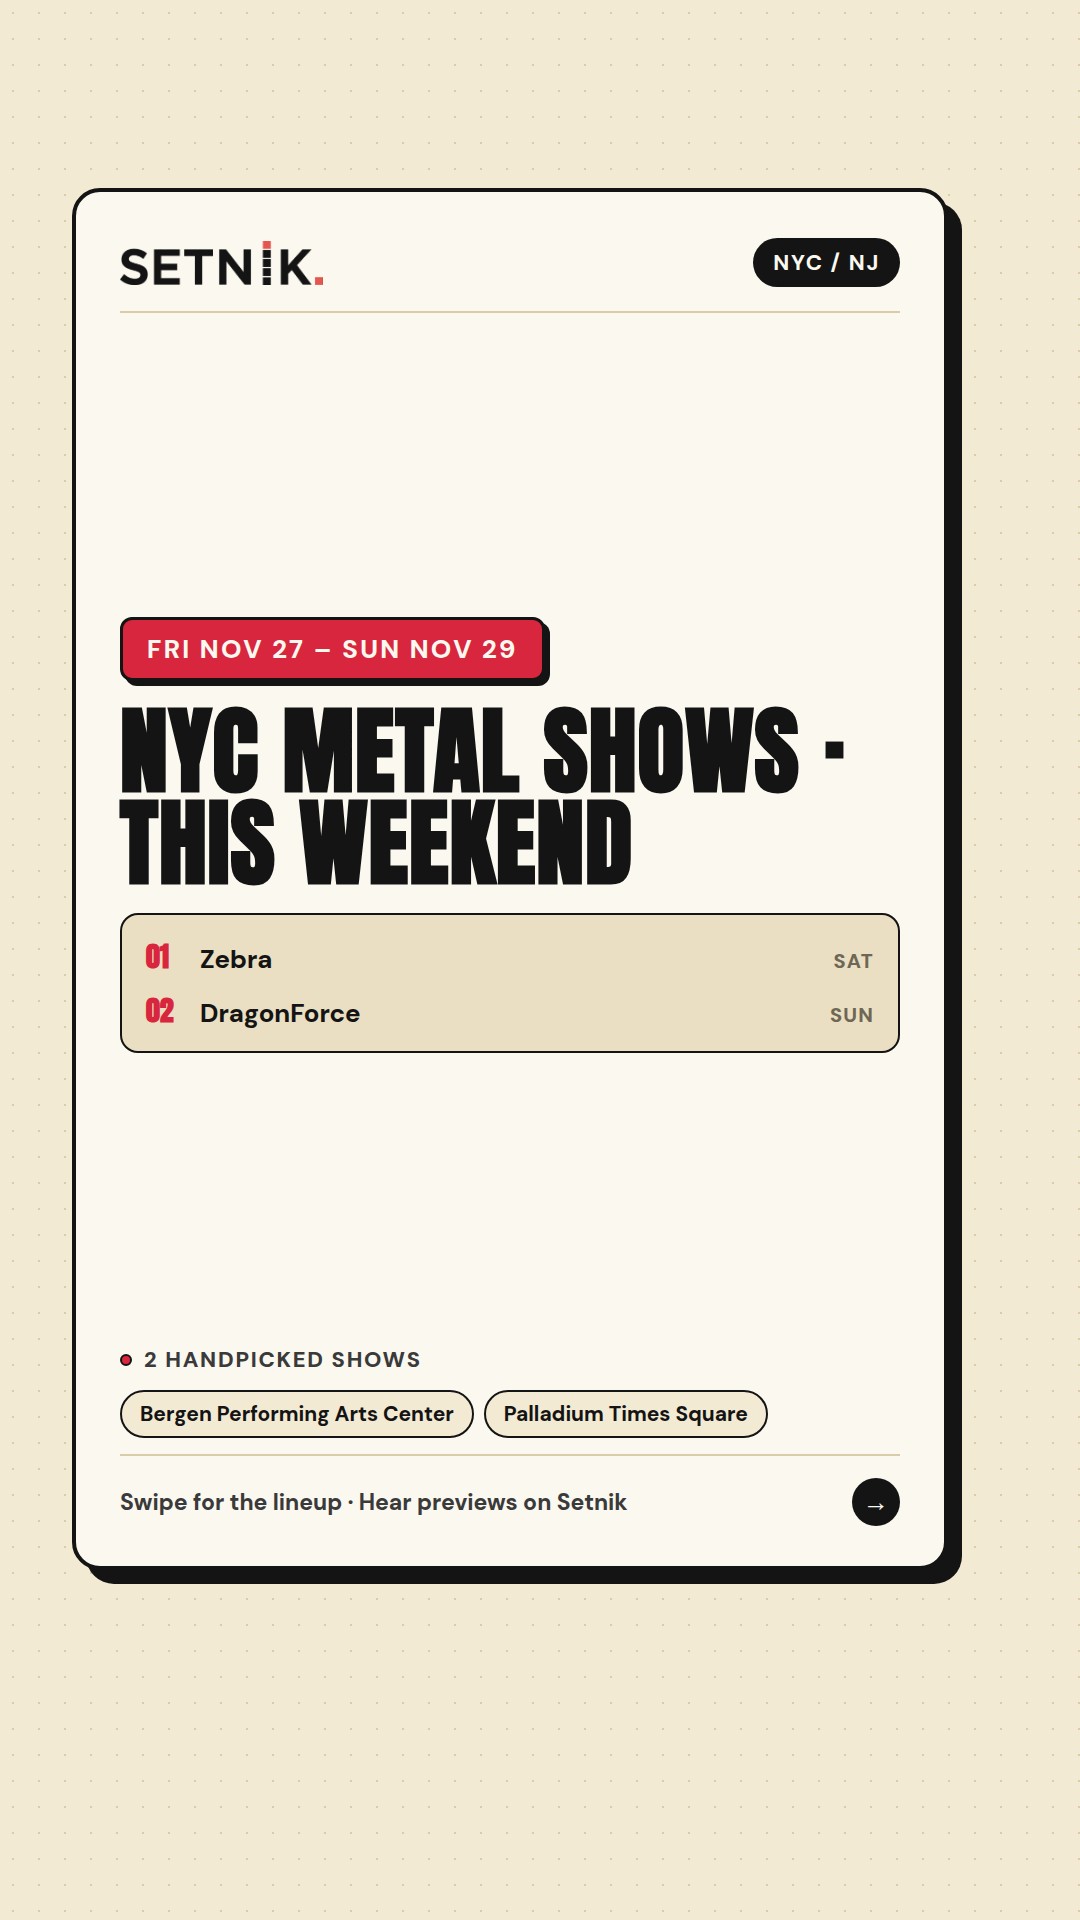 SETNIK.
NYC / NJ
FRI NOV 27 – SUN NOV 29
NYC METAL SHOWS ·
THIS WEEKEND
01 Zebra SAT
02 DragonForce SUN
2 HANDPICKED SHOWS
Bergen Performing Arts Center Palladium Times Square
Swipe for the lineup · Hear previews on Setnik →